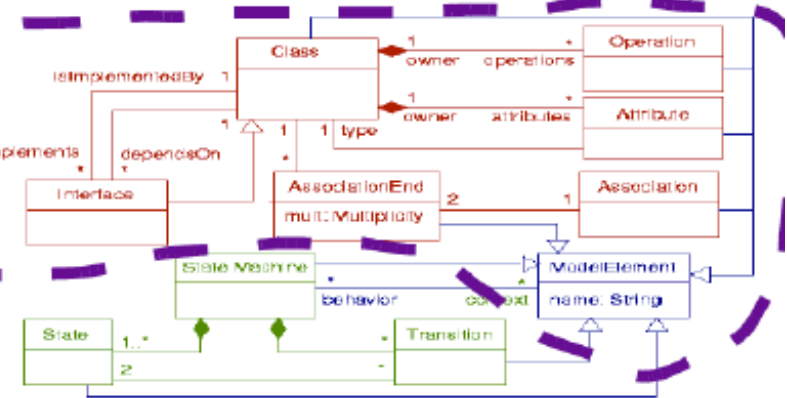 Class
1
*
Operation
owner
operations
isImplementedBy
1
1
*
owner
attributes
Attribute
1
1
1
type
plements
*
dependsOn
*
*
Interface
AssociationEnd
mult: Multiplicity
2
1
Association
State Machine
*
behavior
*
context
ModelElement
name: String
State
1..*
2
*
*
Transition